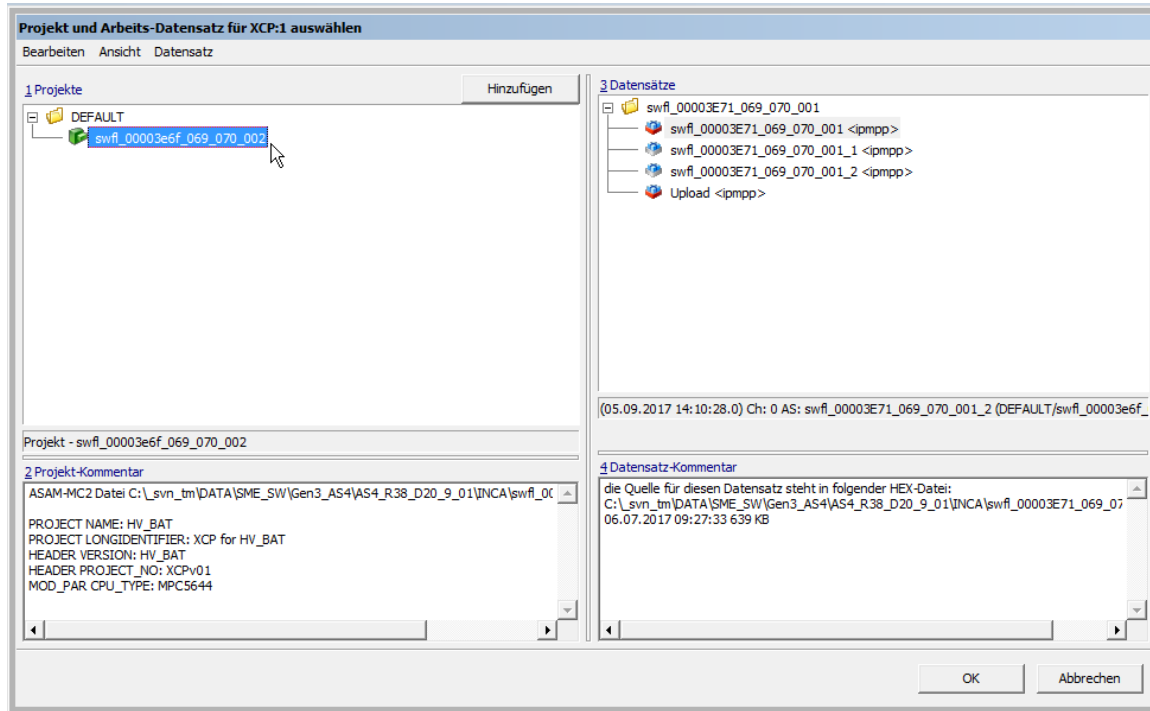 Projekt und Arbeits-Datensatz für XCP:1 auswählen
Bearbeiten Ansicht Datensatz
1 Projekte
Hinzufügen
DEFAULT
swfl_00003e6f_069_070_002
Projekt - swfl_00003e6f_069_070_002
2 Projekt-Kommentar
ASAM-MC2 Datei C:\_svn_tm\DATA\SME_SW\Gen3_AS4\AS4_R38_D20_9_01\INCA\swfl_00
PROJECT NAME: HV_BAT
PROJECT LONGIDENTIFIER: XCP for HV_BAT
HEADER VERSION: HV_BAT
HEADER PROJECT_NO: XCPv01
MOD_PAR CPU_TYPE: MPC5644
3 Datensätze
swfl_00003E71_069_070_001
swfl_00003E71_069_070_001 <ipmpp>
swfl_00003E71_069_070_001_1 <ipmpp>
swfl_00003E71_069_070_001_2 <ipmpp>
Upload <ipmpp>
(05.09.2017 14:10:28.0) Ch: 0 AS: swfl_00003E71_069_070_001_2 (DEFAULT/swfl_00003e6f_
4 Datensatz-Kommentar
die Quelle für diesen Datensatz steht in folgender HEX-Datei:
C:\_svn_tm\DATA\SME_SW\Gen3_AS4\AS4_R38_D20_9_01\INCA\swfl_00003E71_069_07
06.07.2017 09:27:33 639 KB
OK
Abbrechen